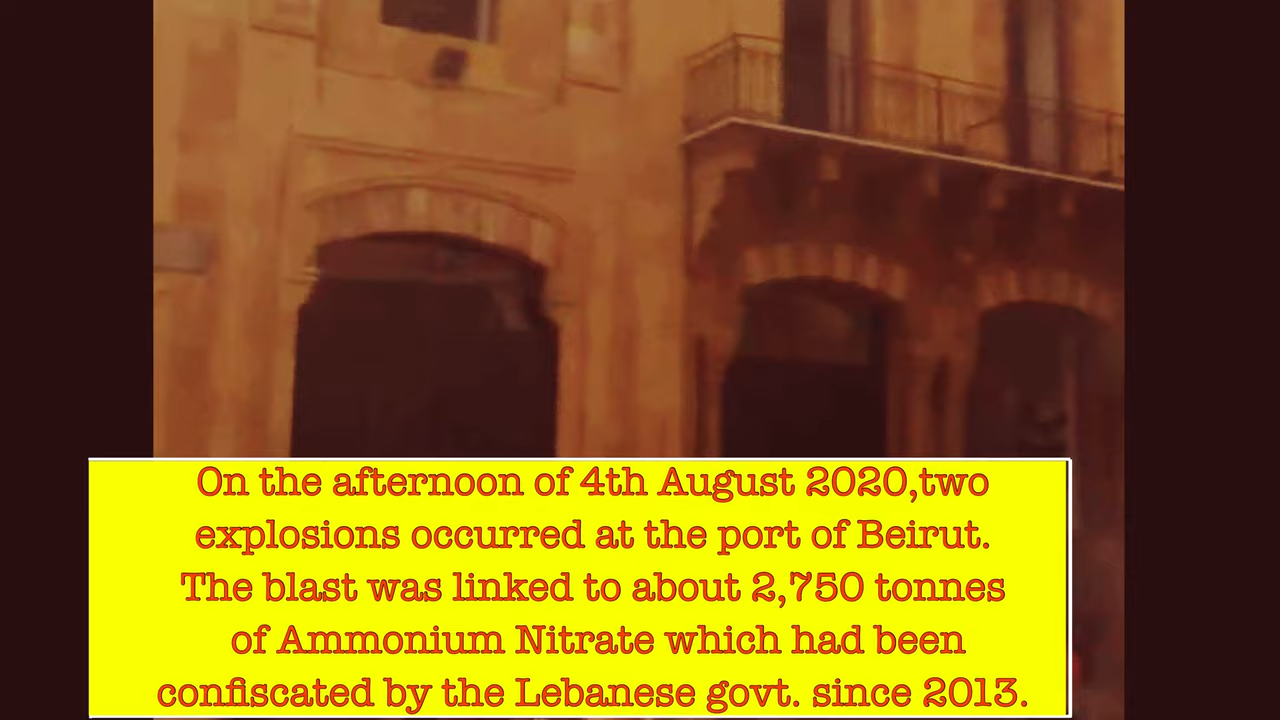 On the afternoon of 4th August 2020,two
explosions occurred at the port of Beirut.
The blast was linked to about 2,750 tonnes
of Ammonium Nitrate which had been
confiscated by the Lebanese govt. since 2013.